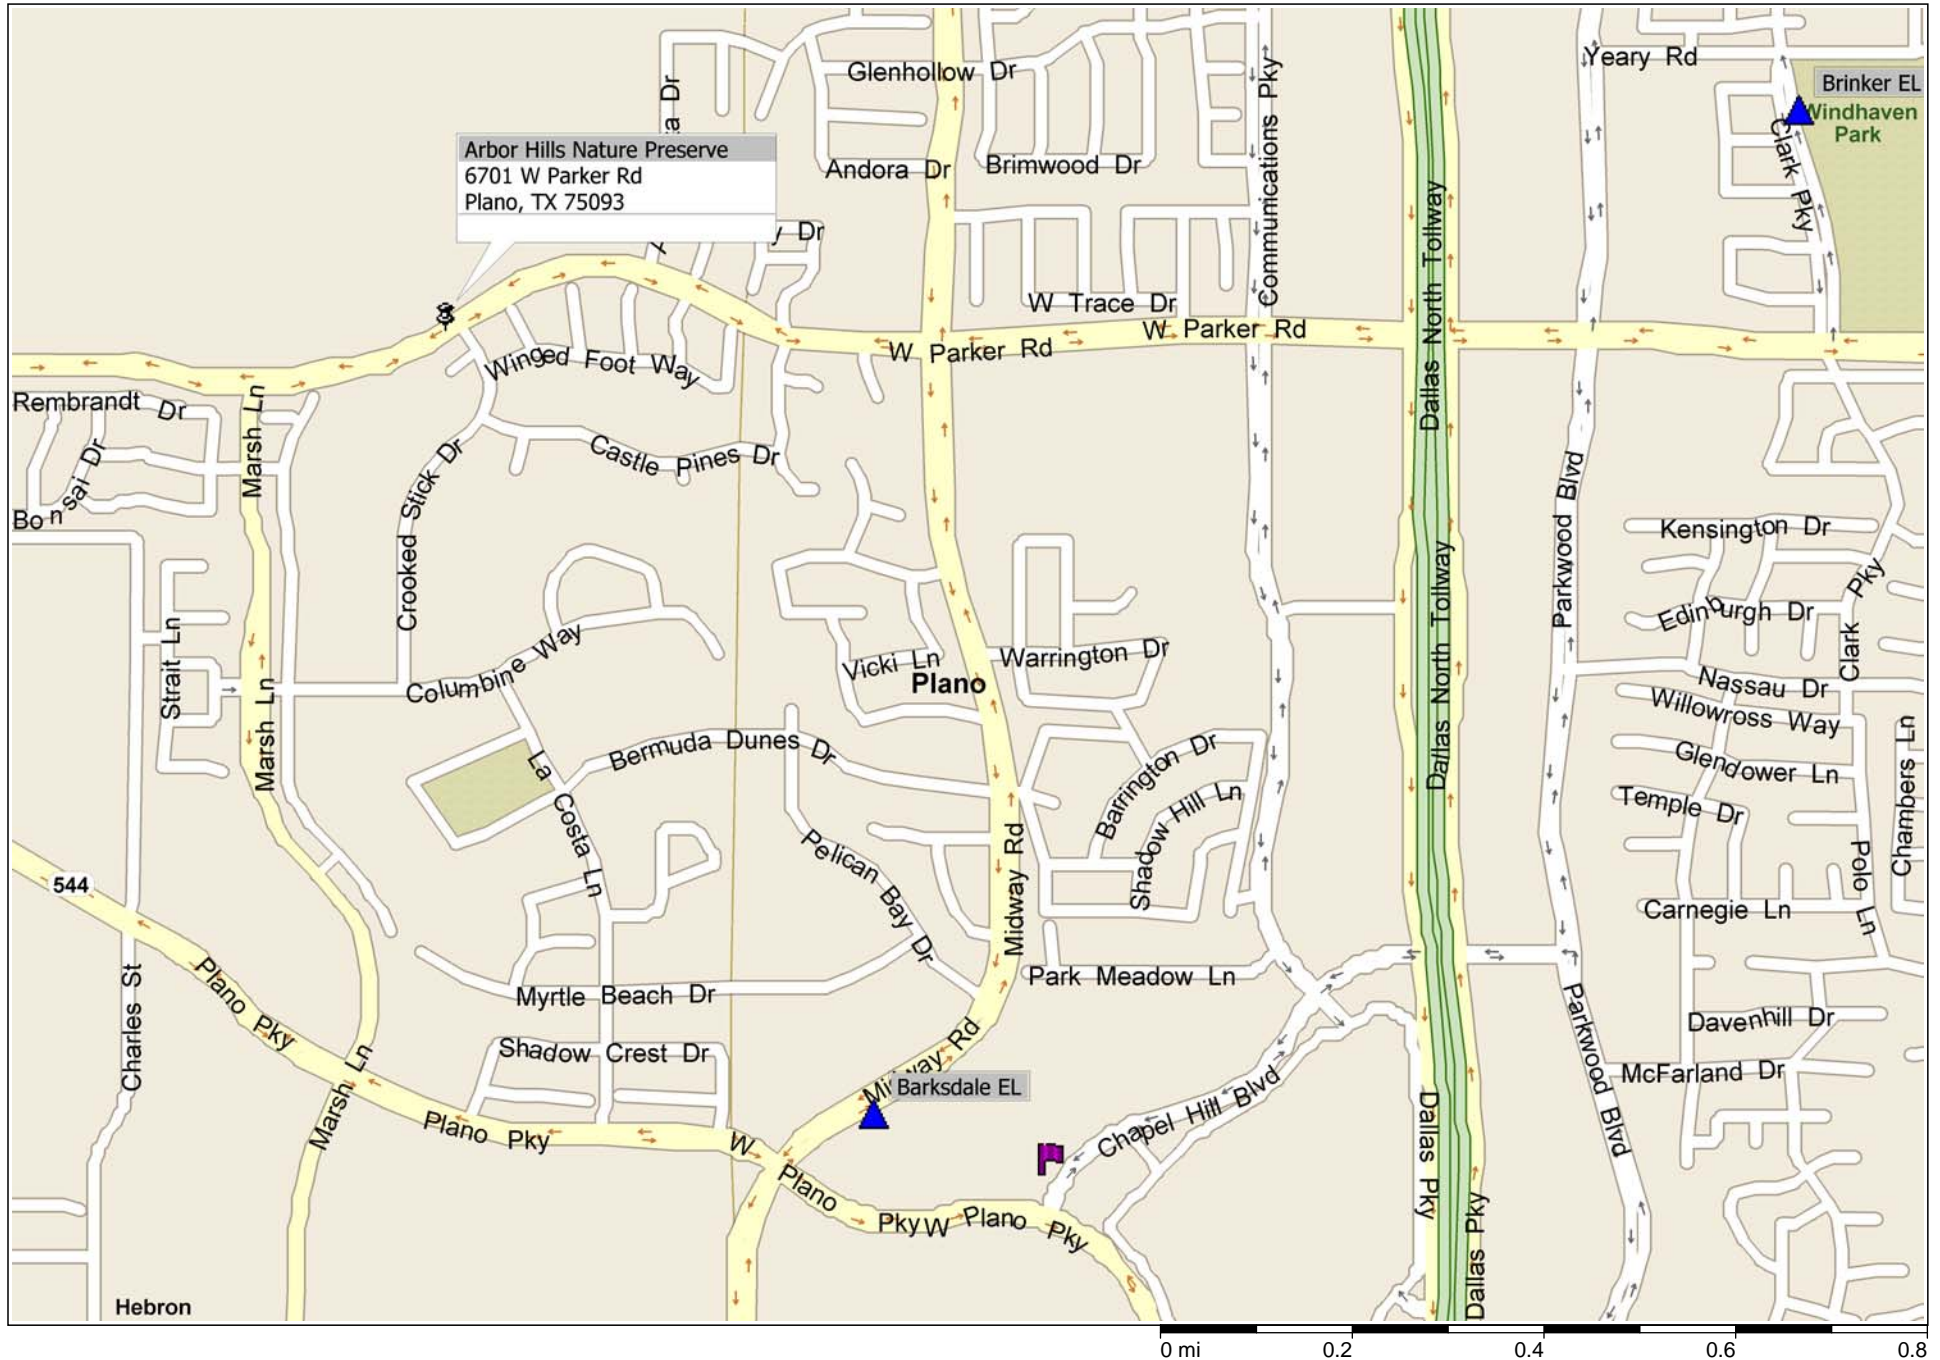 Yeary Rd
Glenhollow Dr
Brinker EL
Windhaven
Park
a Dr
Communications Pky
Clark Pky
Arbor Hills Nature Preserve
6701 W Parker Rd
Plano, TX 75093
Andora Dr
Brimwood Dr
Dallas North Tollway
y Dr
W Trace Dr
W Parker Rd
W Parker Rd
Winged Foot Way
Rembrandt Dr
Marsh Ln
Bonsai Dr
Crooked Stick Dr
Castle Pines Dr
Parkwood Blvd
Kensington Dr
Dallas North Tollway
Clark Pky
Edinburgh Dr
Strait Ln
Columbine Way
Vicki Ln
Warrington Dr
Plano
Nassau Dr
Willowross Way
Marsh Ln
Bermuda Dunes Dr
La Costa Ln
Barrington Dr
Shadow Hill Ln
Glendower Ln
Chambers Ln
Temple Dr
Polo Ln
544
Pelican Bay Dr
Midway Rd
Carnegie Ln
Park Meadow Ln
Plano Pky
Charles St
Myrtle Beach Dr
Davenhill Dr
Parkwood Blvd
Shadow Crest Dr
Midway Rd
McFarland Dr
Barksdale EL
Marsh Ln
Chapel Hill Blvd
Dallas Pky
Plano Pky
W Plano Pky
W Plano Pky
Dallas Pky
Hebron
0 mi 0.2 0.4 0.6 0.8